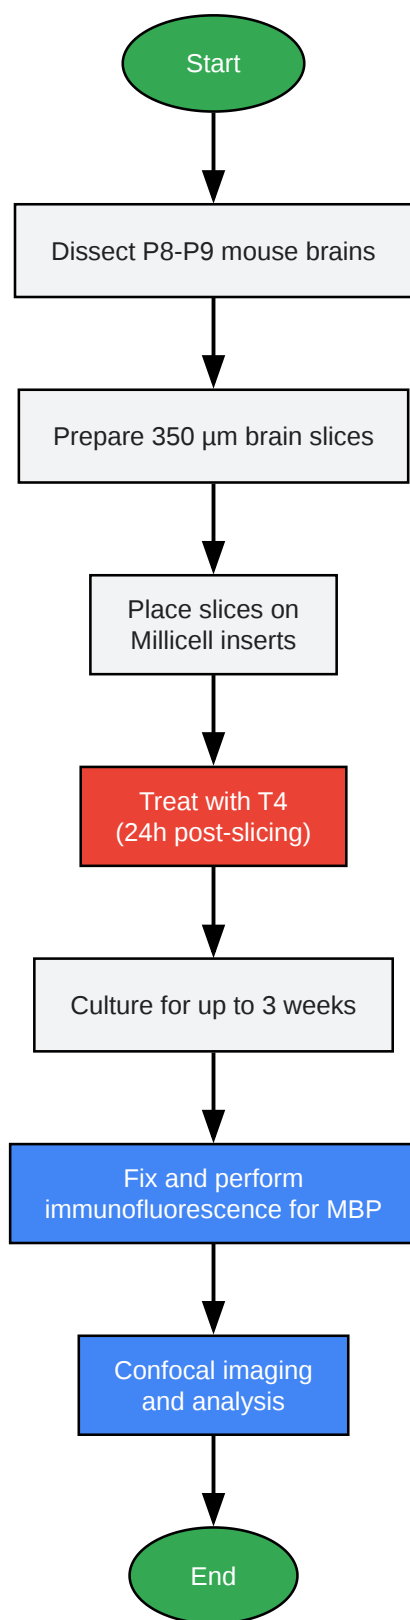 Start
Dissect P8-P9 mouse brains
Prepare 350 µm brain slices
Place slices on
Millicell inserts
Treat with T4
(24h post-slicing)
Culture for up to 3 weeks
Fix and perform
immunofluorescence for MBP
Confocal imaging
and analysis
End